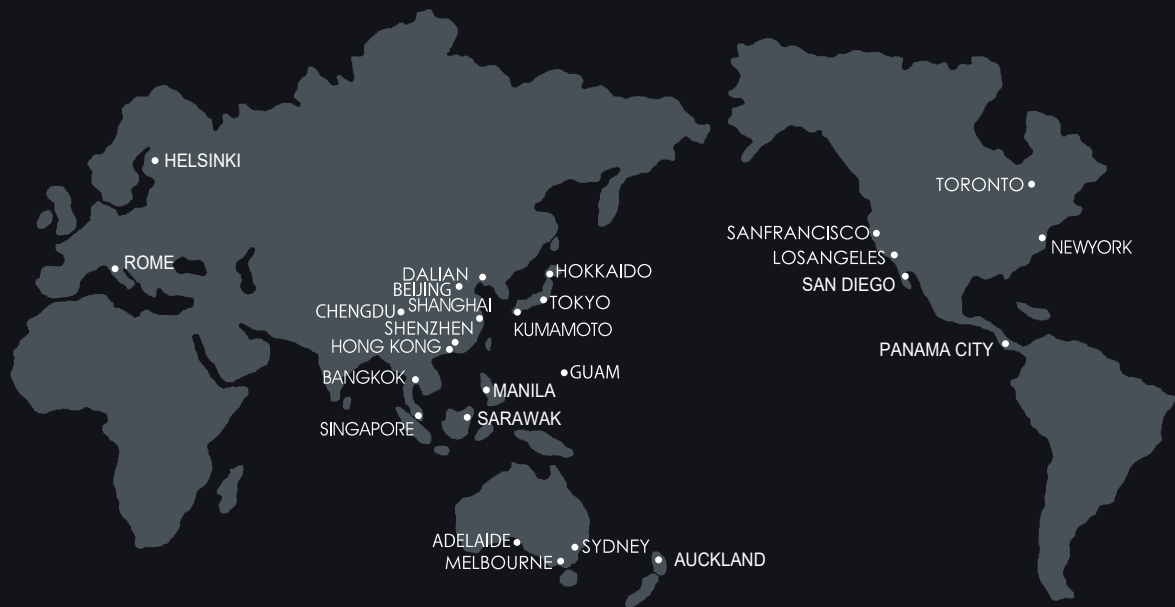 HELSINKI
TORONTO
SANFRANCISCO
NEWYORK
LOSANGELES
ROME
HOKKAIDO
DALIAN
SAN DIEGO
BEIJING
TOKYO
SHANGHAI
CHENGDU
SHENZHEN
KUMAMOTO
HONG KONG
PANAMA CITY
GUAM
BANGKOK
MANILA
SARAWAK
SINGAPORE
ADELAIDE
SYDNEY
MELBOURNE
AUCKLAND